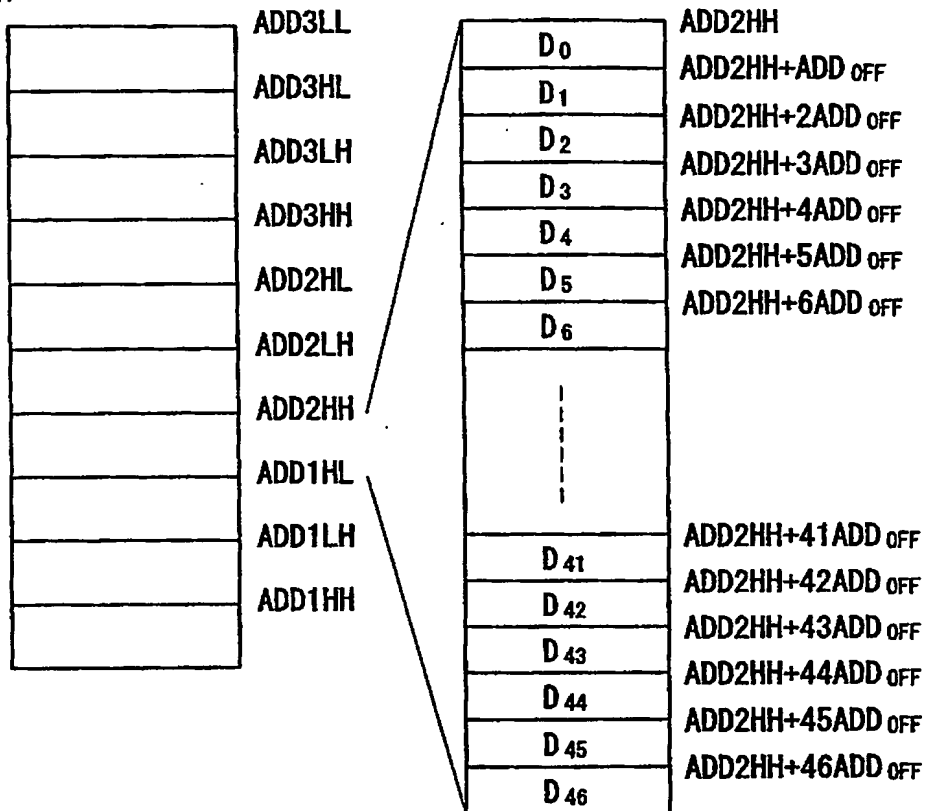 ADD3LL
ADD3HL
ADD3LH
ADD3HH
ADD2HL
ADD2LH
ADD2HH
ADD1HL
ADD1LH
ADD1HH
D0
D1
D2
D3
D4
D5
D6
D41
D42
D43
D44
D45
D46
ADD2HH
ADD2HH+ADD OFF
ADD2HH+2ADD OFF
ADD2HH+3ADD OFF
ADD2HH+4ADD OFF
ADD2HH+5ADD OFF
ADD2HH+6ADD OFF
ADD2HH+41ADD OFF
ADD2HH+42ADD OFF
ADD2HH+43ADD OFF
ADD2HH+44ADD OFF
ADD2HH+45ADD OFF
ADD2HH+46ADD OFF